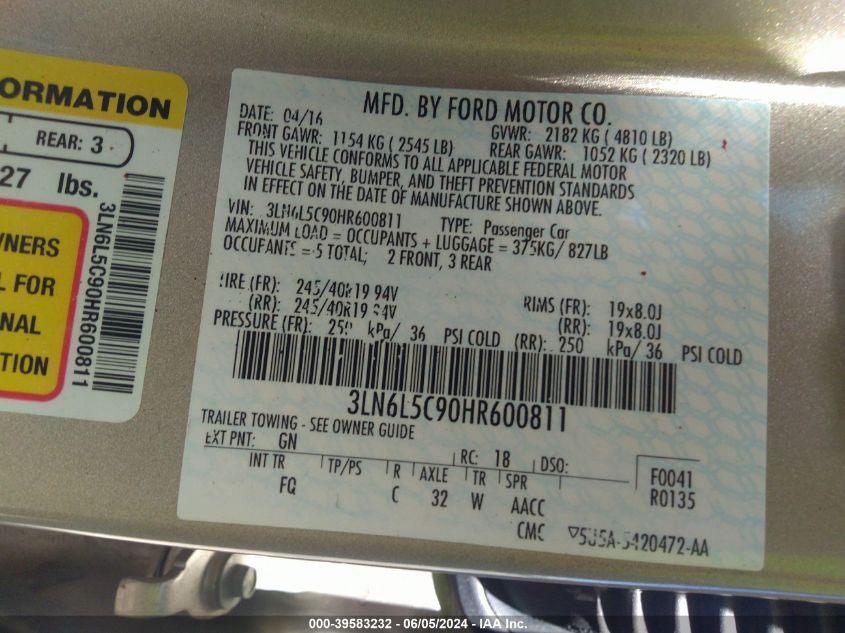 ORMATION
REAR: 3
27 lbs.
3LN6L5C90HR600811
WNERS
L FOR
NAL
TION
MFD. BY FORD MOTOR CO.
DATE: 04/16 GVWR: 2182 KG ( 4810 LB)
FRONT GAWR: 1154 KG ( 2545 LB) REAR GAWR: 1052 KG ( 2320 LB)
THIS VEHICLE CONFORMS TO ALL APPLICABLE FEDERAL MOTOR
VEHICLE SAFETY, BUMPER, AND THEFT PREVENTION STANDARDS
IN EFFECT ON THE DATE OF MANUFACTURE SHOWN ABOVE.
VIN: 3LN6L5C90HR600811 TYPE: Passenger Car
MAXIMUM LOAD = OCCUPANTS + LUGGAGE = 375KG/ 827LB
OCCUPANTS = 5 TOTAL; 2 FRONT, 3 REAR
TIRE (FR): 245/40R19 94V RIMS (FR): 19x8.0J
(RR): 245/40R19 94V (RR): 19x8.0J
PRESSURE (FR): 250 kPa/ 36 PSI COLD (RR): 250 kPa/ 36 PSI COLD
3LN6L5C90HR600811
TRAILER TOWING - SEE OWNER GUIDE
EXT PNT: GN RC: 18 DSO: F0041
INT TR TP/PS R AXLE TR SPR R0135
FQ C 32 W AACC
CMC 5U5A-5420472-AA
000-39583232 - 06/05/2024 - IAA Inc.